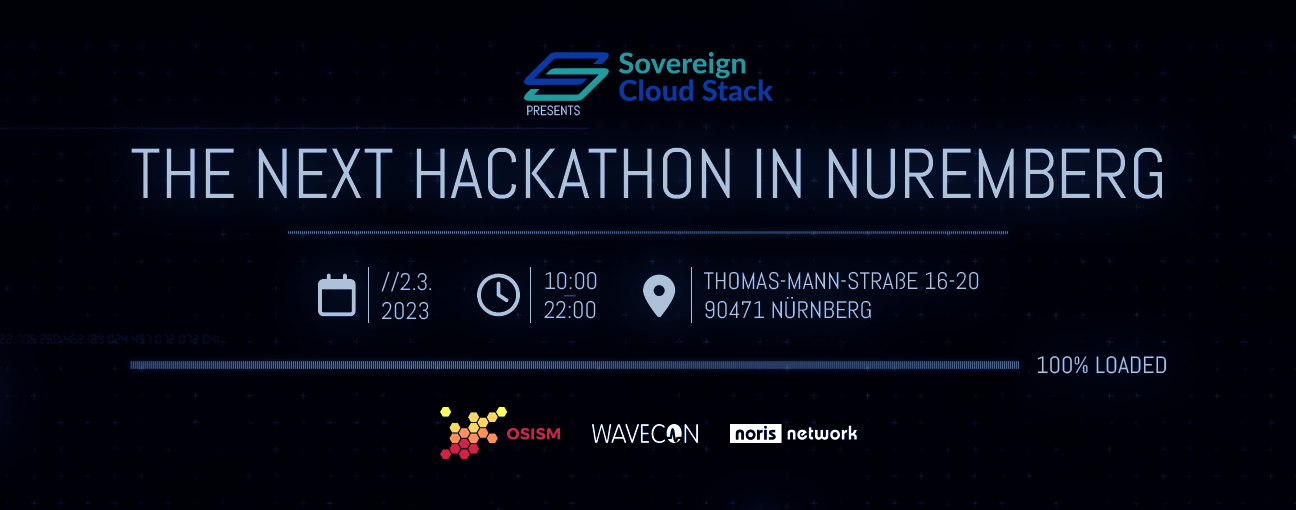 Sovereign
Cloud Stack
PRESENTS
THE NEXT HACKATHON IN NUREMBERG
//2.3.
2023
10:00
—
22:00
THOMAS-MANN-STRAßE 16-20
90471 NÜRNBERG
100% LOADED
OSISM
WAVECON
noris network